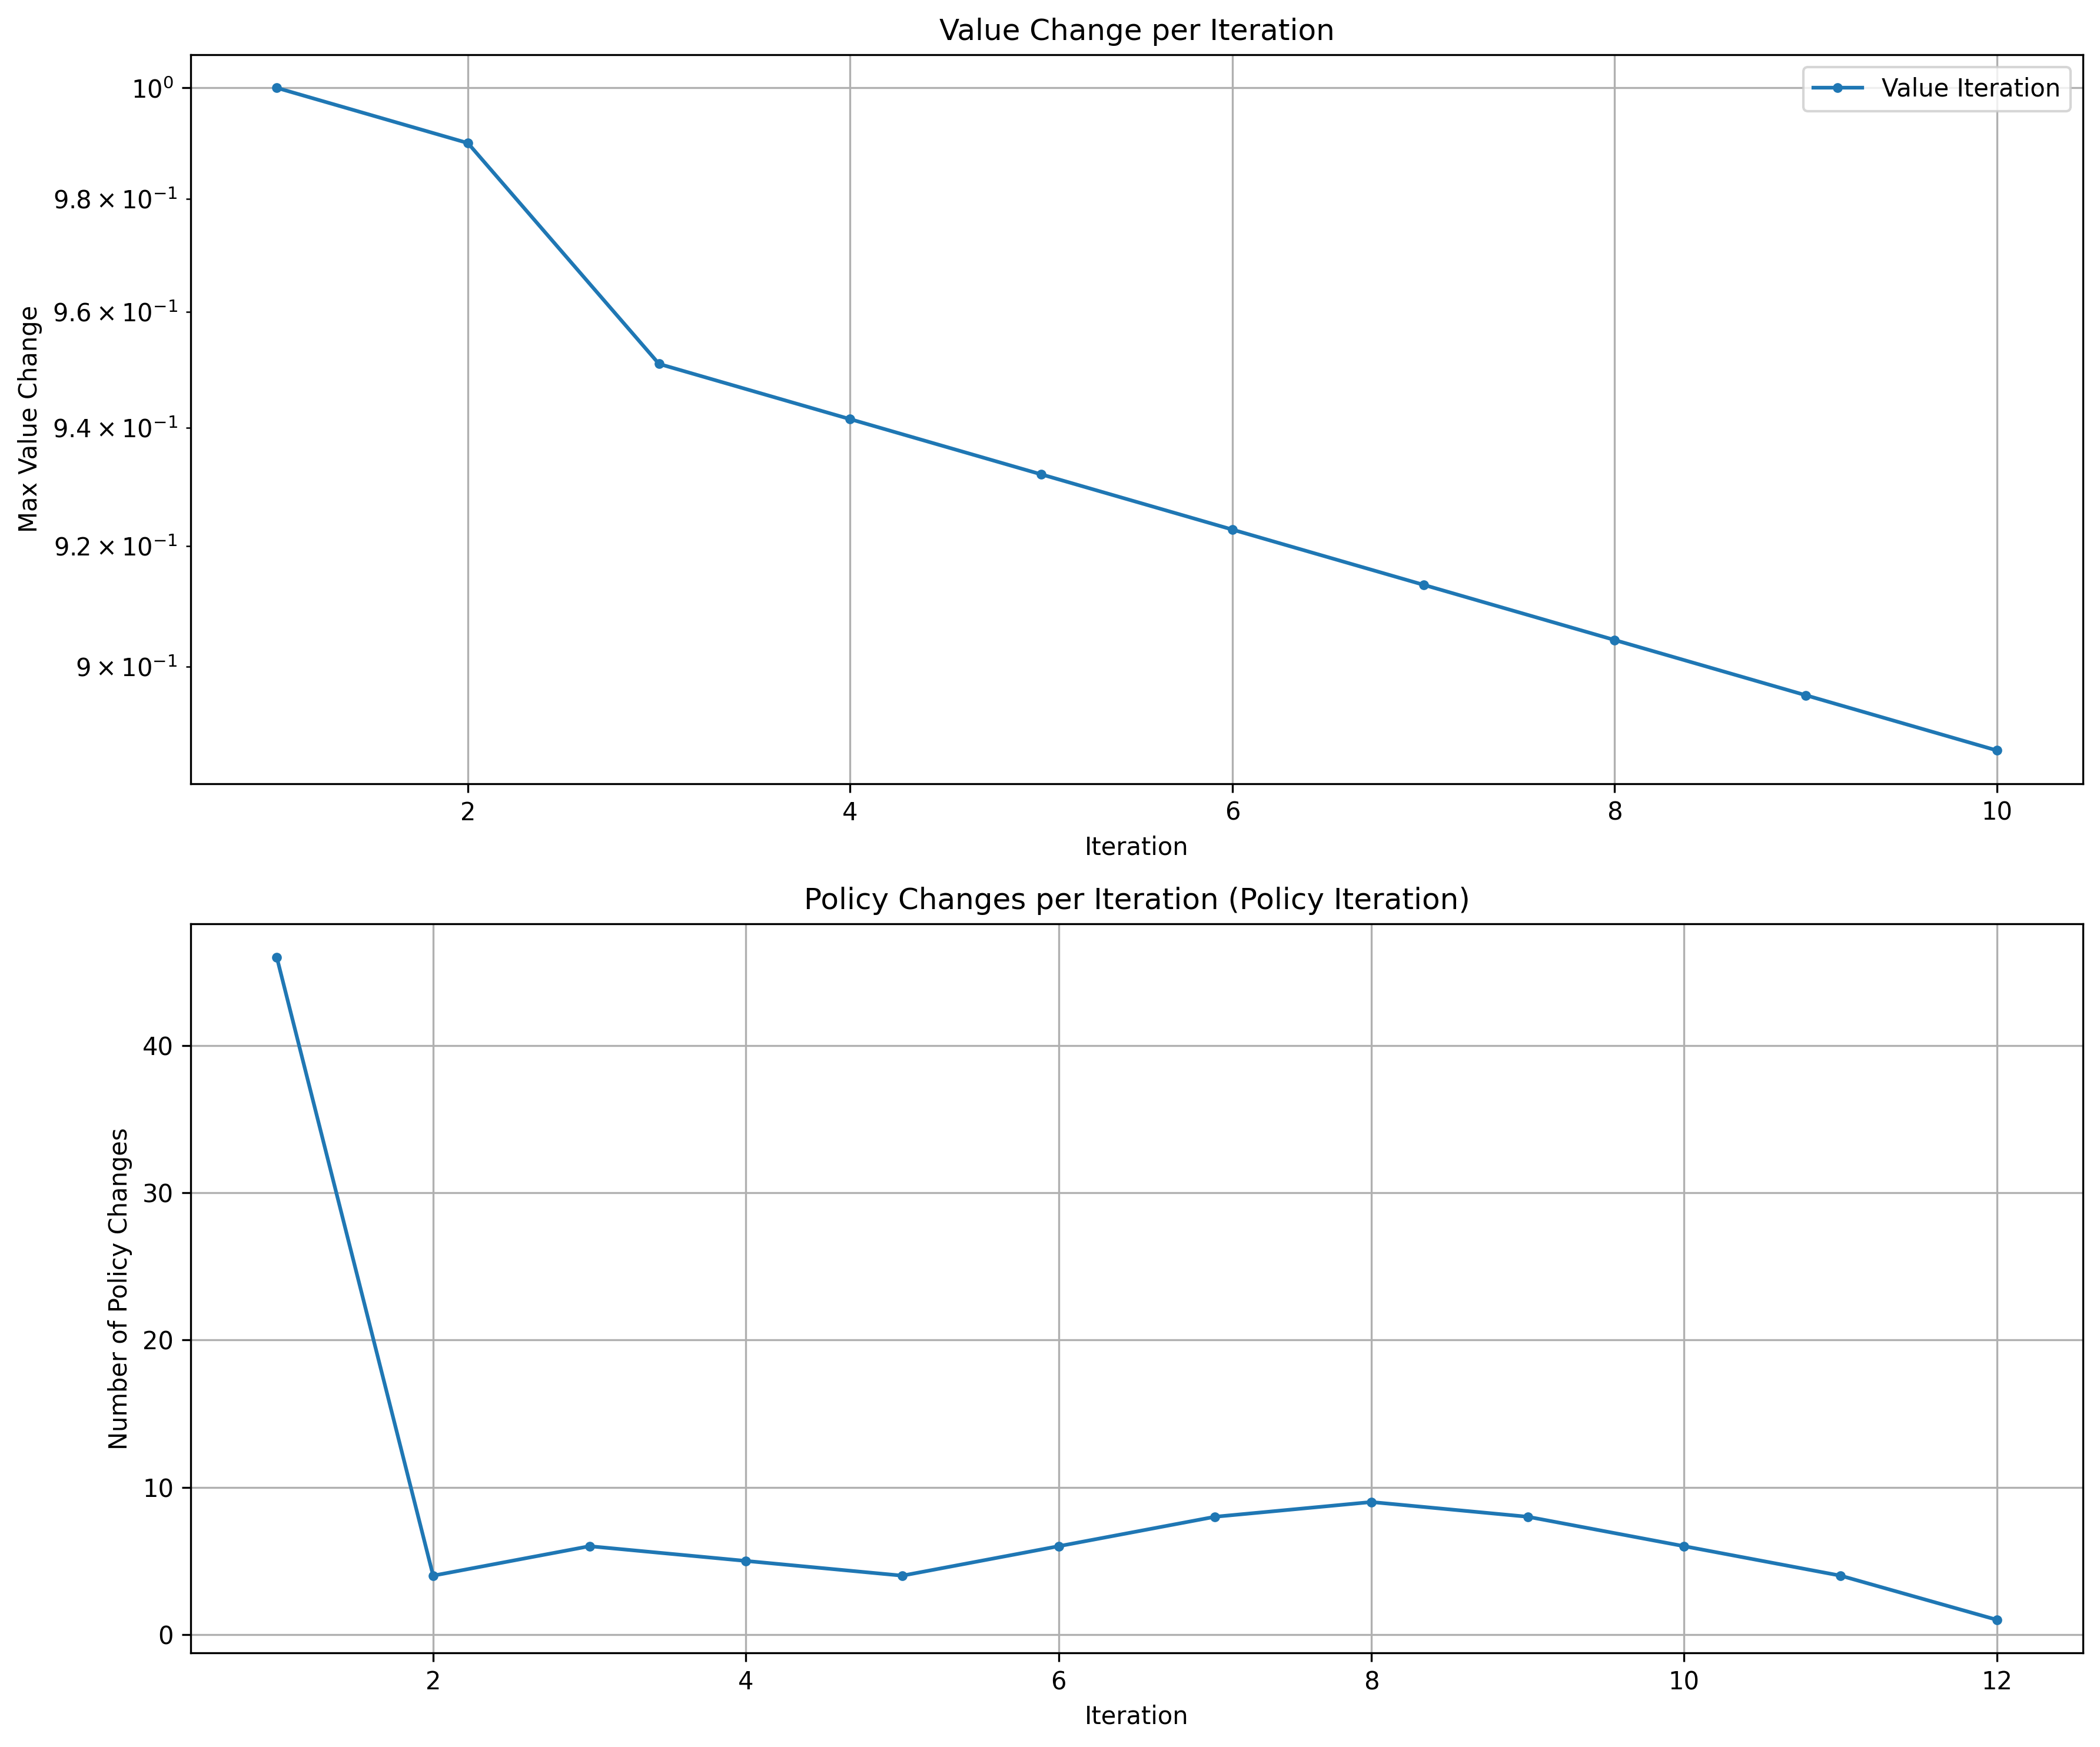 Value Change per Iteration
10⁰
Value Iteration
9.8 × 10⁻¹
9.6 × 10⁻¹
Max Value Change
9.4 × 10⁻¹
9.2 × 10⁻¹
9 × 10⁻¹
2 4 6 8 10
Iteration
Policy Changes per Iteration (Policy Iteration)
40
30
Number of Policy Changes
20
10
0
2 4 6 8 10 12
Iteration